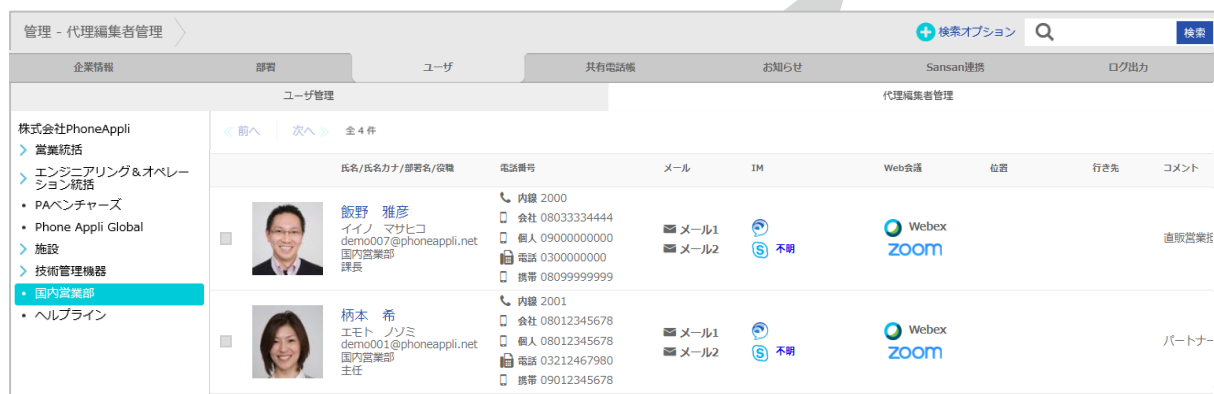 管理 - 代理編集者管理
検索オプション
検索
企業情報 部署 ユーザ 共有電話帳 お知らせ Sansan連携 ログ出力
ユーザ管理 代理編集者管理
株式会社PhoneAppli
営業統括
エンジニアリング&オペレー
ション統括
PAベンチャーズ
Phone Appli Global
施設
技術管理機器
国内営業部
ヘルプライン
≪ 前へ 次へ ≫ 全 4 件
氏名/氏名カナ/部署名/役職 電話番号 メール IM Web会議 位置 行き先 コメント
飯野 雅彦
イイノ マサヒコ
demo007@phoneappli.net
国内営業部
課長
内線 2000
会社 08033334444
個人 09000000000
電話 0300000000
携帯 08099999999
メール1
メール2
S 不明
Webex
zoom
直販営業担
柄本 希
エモト ノゾミ
demo001@phoneappli.net
国内営業部
主任
内線 2001
会社 08012345678
個人 08012345678
電話 03212467980
携帯 09012345678
メール1
メール2
S 不明
Webex
zoom
パートナー